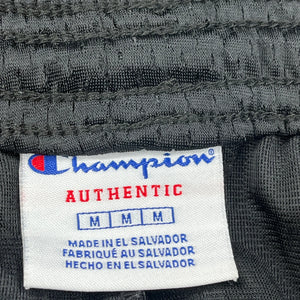 Champion
AUTHENTIC
M M M
MADE IN EL SALVADOR
FABRIQUÉ AU SALVADOR
HECHO EN EL SALVADOR